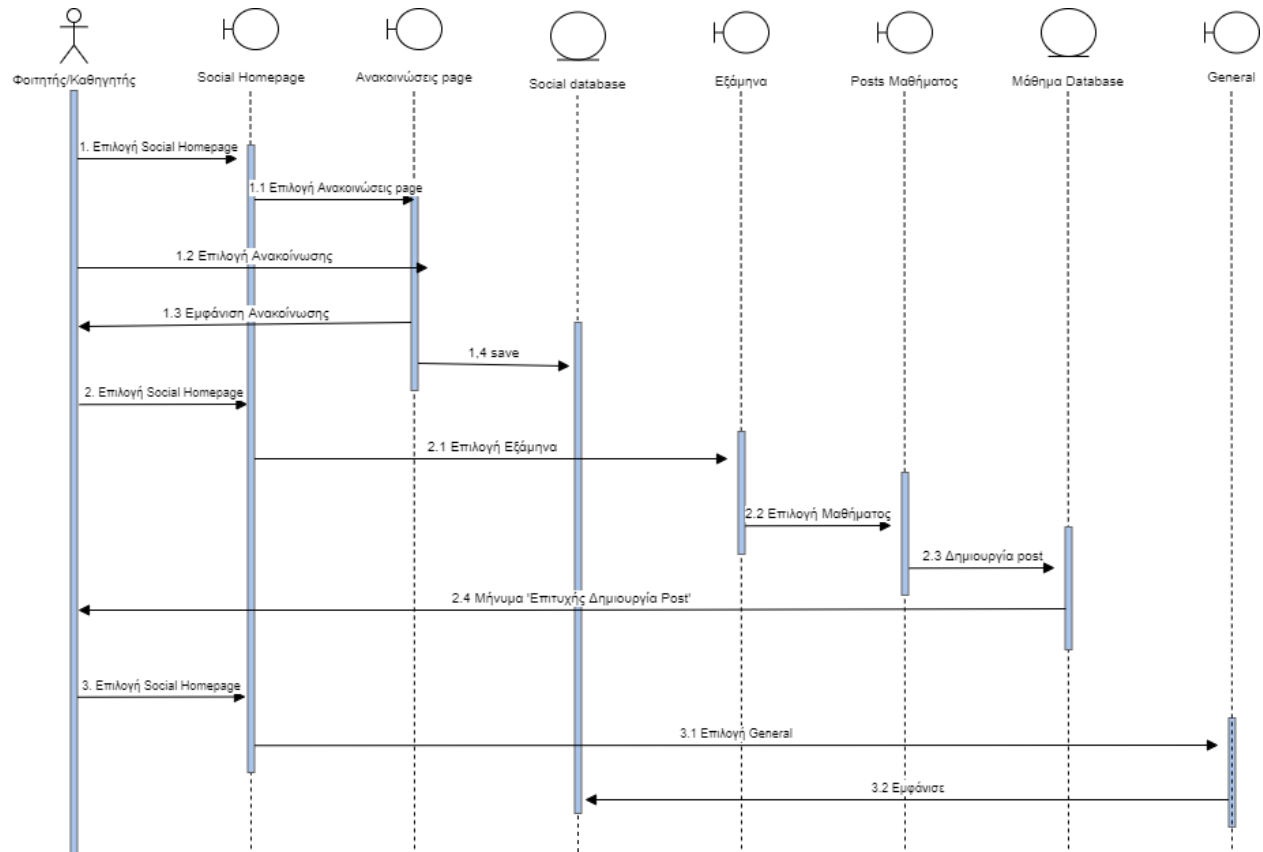 Φοιτητής/Καθηγητής
Social Homepage
Ανακοινώσεις page
Social database
Εξάμηνα
Posts Μαθήματος
Μάθημα Database
General
1. Επιλογή Social Homepage
1.1 Επιλογή Ανακοινώσεις page
1.2 Επιλογή Ανακοίνωσης
1.3 Εμφάνιση Ανακοίνωσης
1,4 save
2. Επιλογή Social Homepage
2.1 Επιλογή Εξάμηνα
2.2 Επιλογή Μαθήματος
2.3 Δημιουργία post
2.4 Μήνυμα 'Επιτυχής Δημιουργία Post'
3. Επιλογή Social Homepage
3.1 Επιλογή General
3.2 Εμφάνισε